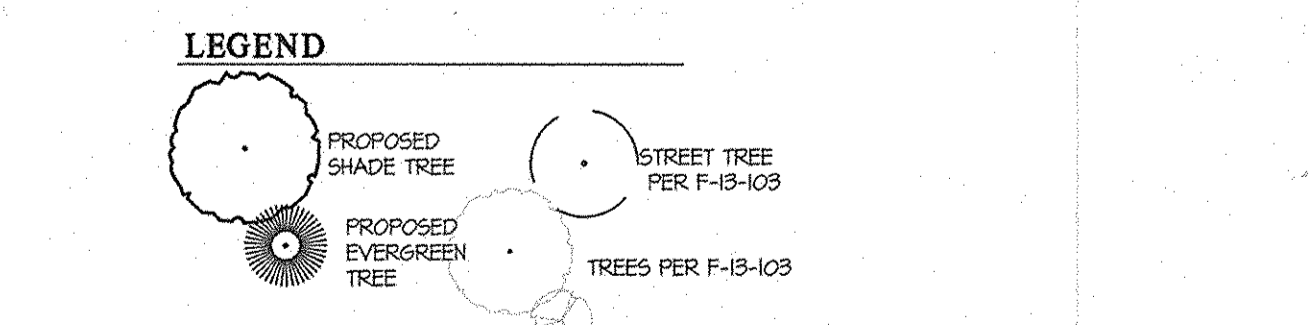 LEGEND
PROPOSED
SHADE TREE
STREET TREE
PER F-13-103
PROPOSED
EVERGREEN
TREE
TREES PER F-13-103